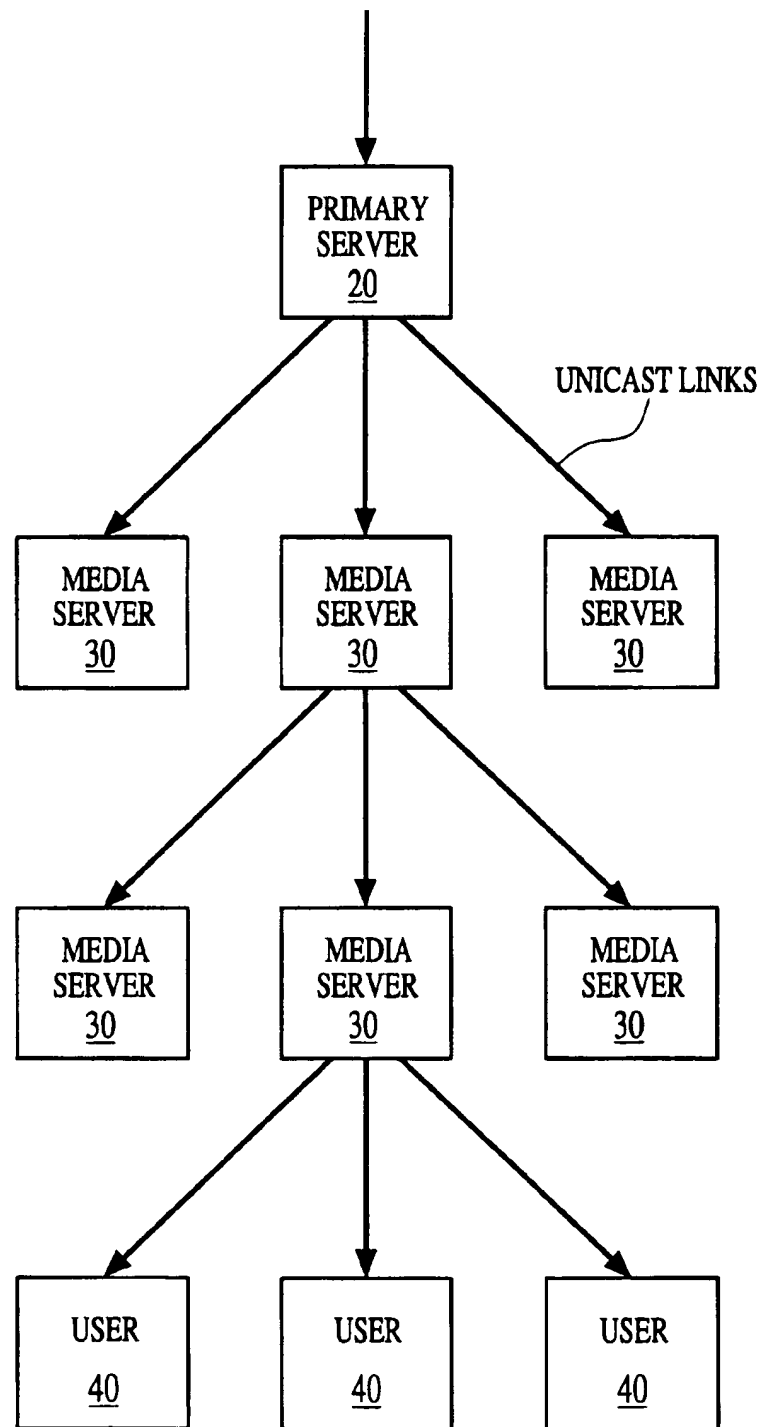 PRIMARY
SERVER
20
UNICAST LINKS
MEDIA
SERVER
30
MEDIA
SERVER
30
MEDIA
SERVER
30
MEDIA
SERVER
30
MEDIA
SERVER
30
MEDIA
SERVER
30
USER
40
USER
40
USER
40